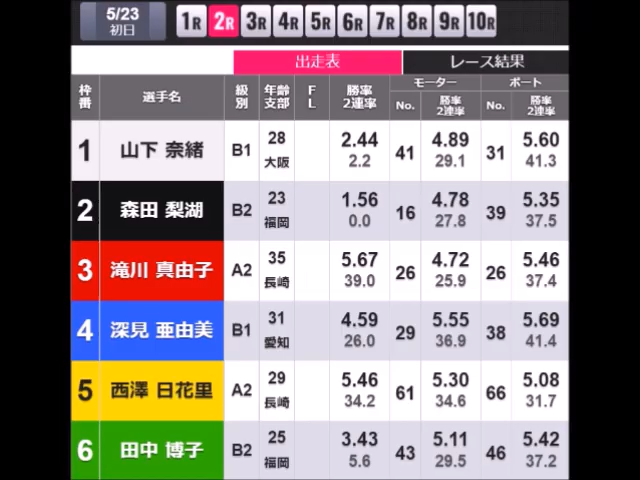 5/23 初日 1R 2R 3R 4R 5R 6R 7R 8R 9R 10R
出走表 レース結果
枠番 選手名 級別 年齢 支部 F L 勝率 2連率 モーター No. 勝率 2連率 ボート No. 勝率 2連率
1 山下 奈緒 B1 28 大阪 2.44 2.2 41 4.89 29.1 31 5.60 41.3
2 森田 梨湖 B2 23 福岡 1.56 0.0 16 4.78 27.8 39 5.35 37.5
3 滝川 真由子 A2 35 長崎 5.67 39.0 26 4.72 25.9 26 5.46 37.4
4 深見 亜由美 B1 31 愛知 4.59 26.0 29 5.55 36.9 38 5.69 41.4
5 西澤 日花里 A2 29 長崎 5.46 34.2 61 5.30 34.6 66 5.08 31.7
6 田中 博子 B2 25 福岡 3.43 5.6 43 5.11 29.5 46 5.42 37.2